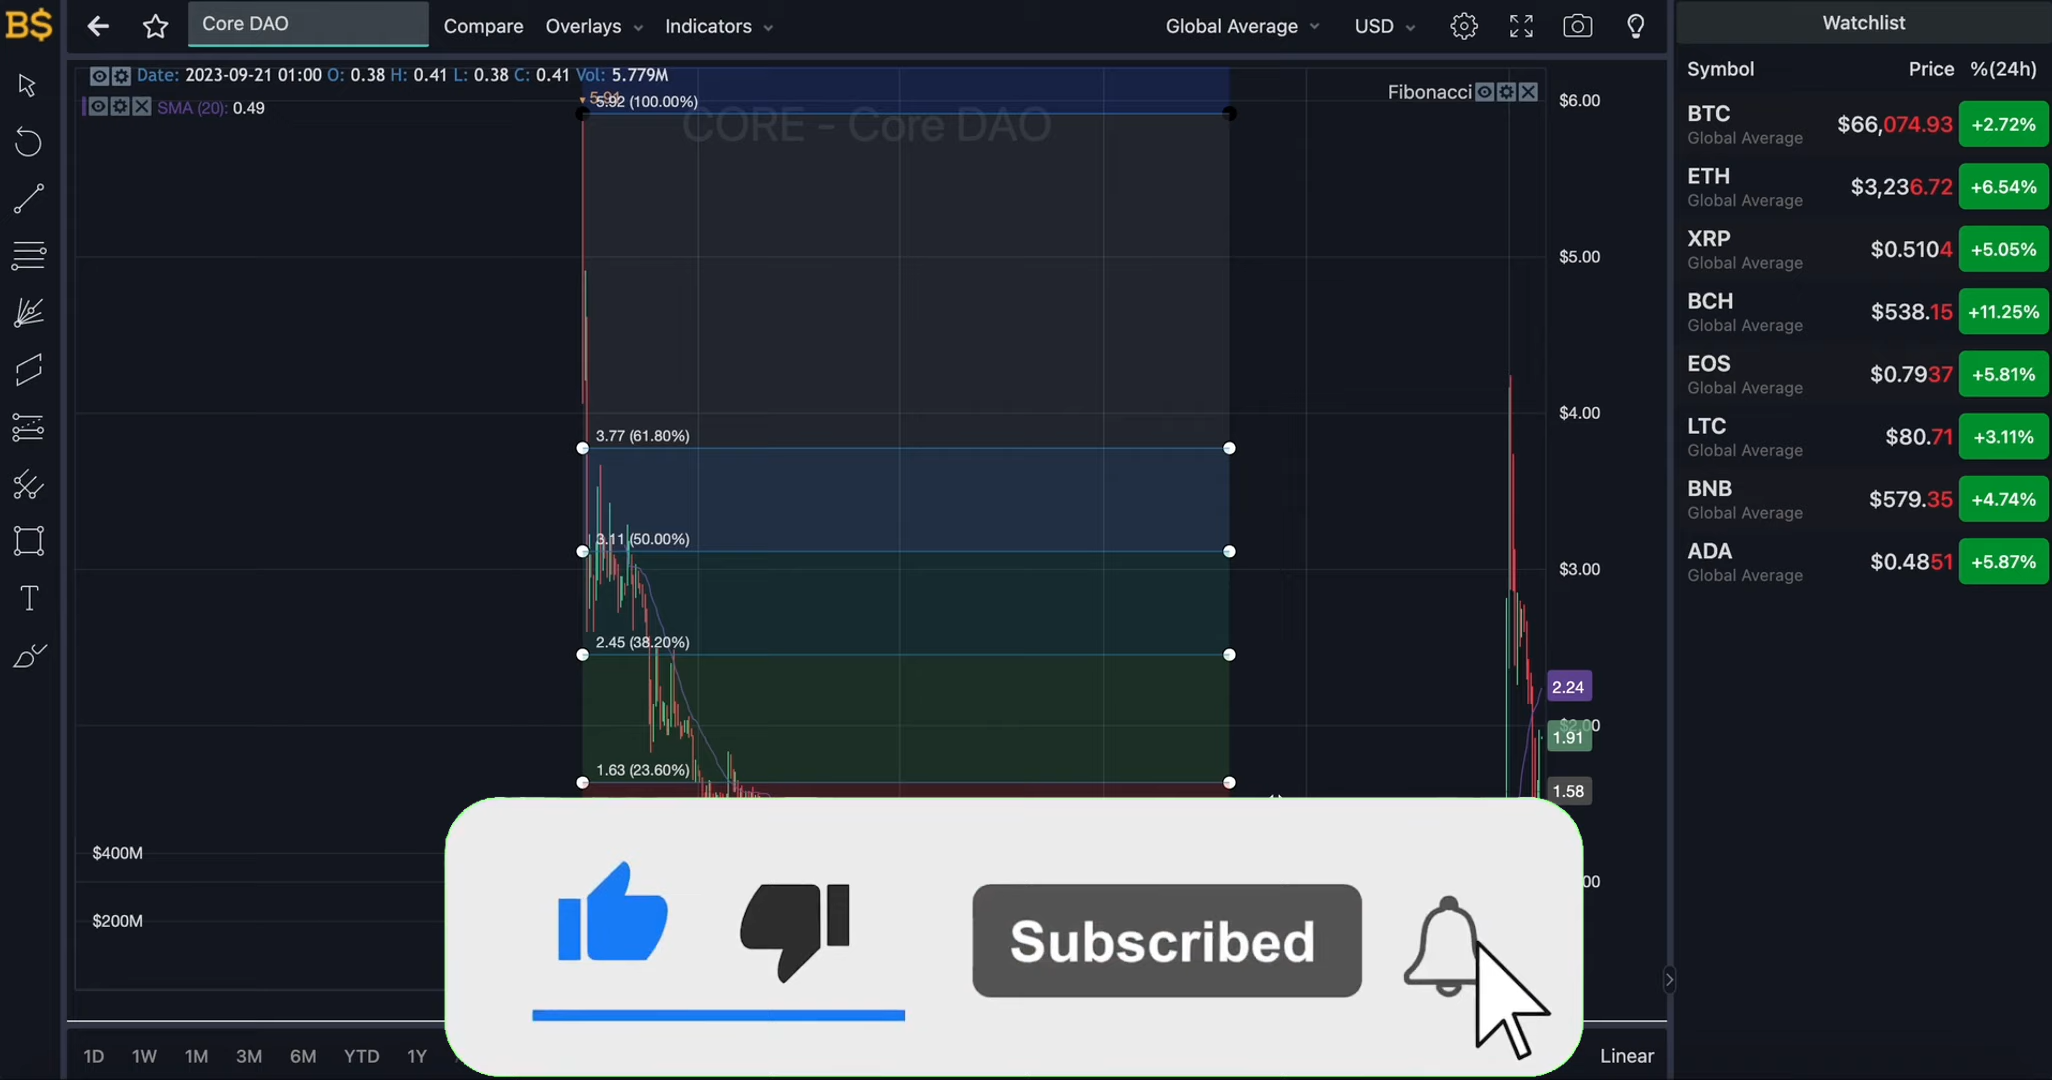 B$
Core DAO
Compare
Overlays
Indicators
Global Average
USD
Watchlist
Date: 2023-09-21 01:00 O: 0.38 H: 0.41 L: 0.38 C: 0.41 Vol: 5.779M
SMA (20): 0.49
5.91
5.92 (100.00%)
CORE - Core DAO
Fibonacci
$6.00
$5.00
$4.00
$3.00
$2.00
3.77 (61.80%)
3.11 (50.00%)
2.45 (38.20%)
1.63 (23.60%)
2.24
1.91
1.58
00
$400M
$200M
Symbol Price %(24h)
BTC $66,074.93 +2.72%
Global Average
ETH $3,236.72 +6.54%
Global Average
XRP $0.5104 +5.05%
Global Average
BCH $538.15 +11.25%
Global Average
EOS $0.7937 +5.81%
Global Average
LTC $80.71 +3.11%
Global Average
BNB $579.35 +4.74%
Global Average
ADA $0.4851 +5.87%
Global Average
T
Subscribed
1D 1W 1M 3M 6M YTD 1Y
Linear